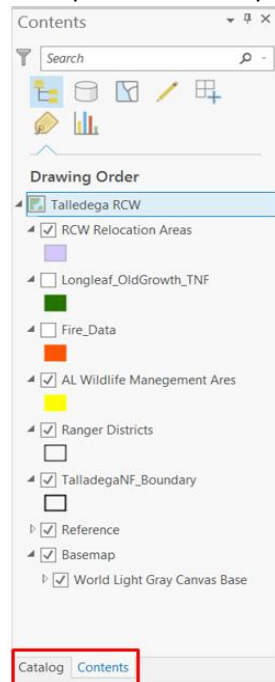 Contents
Search
Drawing Order
Talledega RCW
RCW Relocation Areas
Longleaf_OldGrowth_TNF
Fire_Data
AL Wildlife Manegement Ares
Ranger Districts
TalladegaNF_Boundary
Reference
Basemap
World Light Gray Canvas Base
Catalog Contents